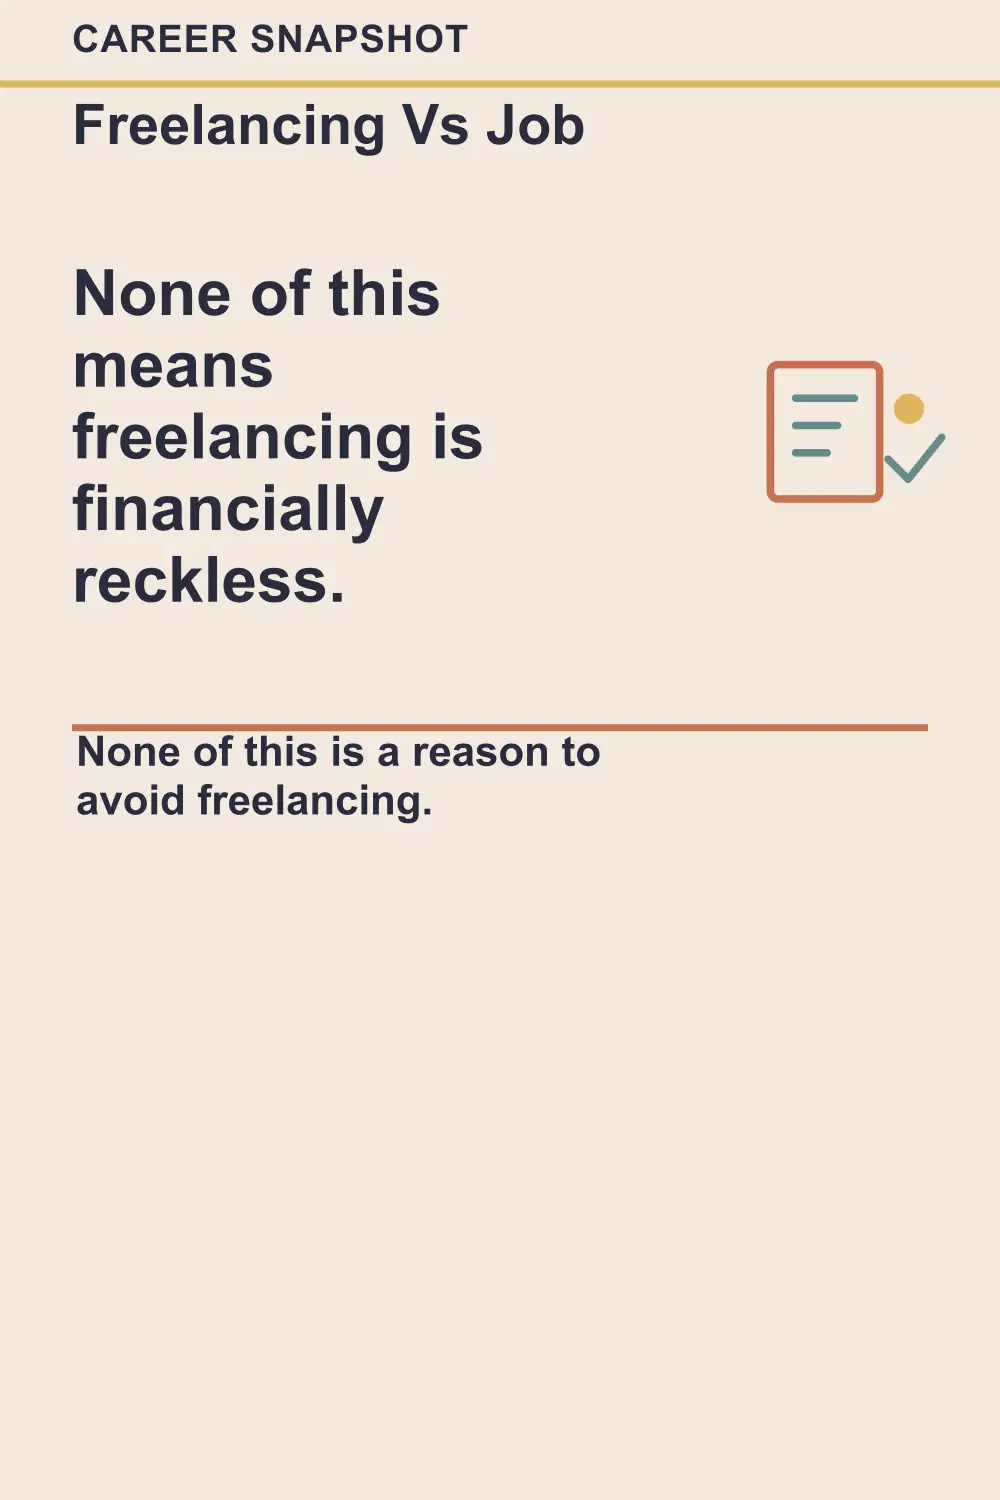 CAREER SNAPSHOT
Freelancing Vs Job
None of this
means
freelancing is
financially
reckless.
None of this is a reason to
avoid freelancing.